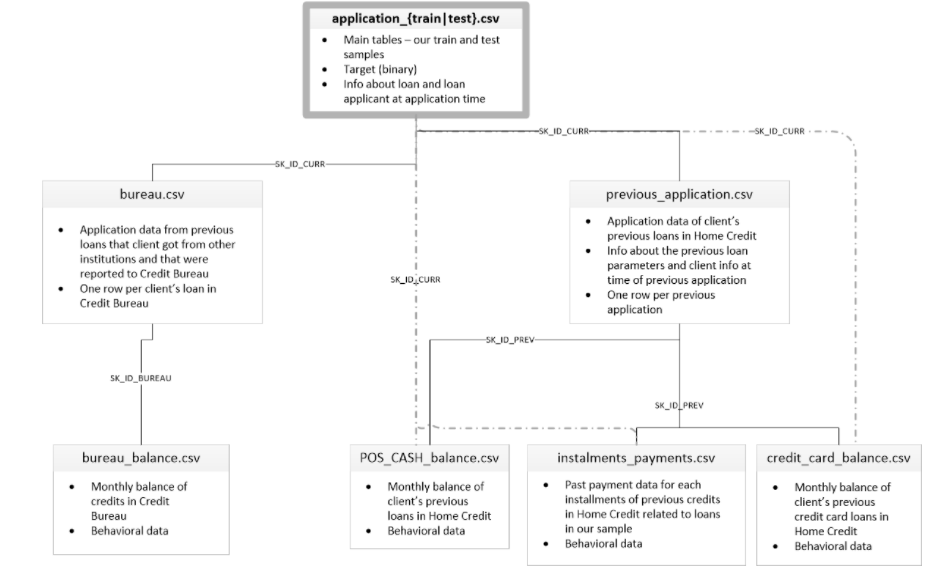 application_{train|test}.csv
• Main tables – our train and test
samples
• Target (binary)
• Info about loan and loan
applicant at application time
SK_ID_CURR
SK_ID_CURR
SK_ID_CURR
bureau.csv
• Application data from previous
loans that client got from other
institutions and that were
reported to Credit Bureau
• One row per client's loan in
Credit Bureau
previous_application.csv
• Application data of client's
previous loans in Home Credit
• Info about the previous loan
parameters and client info at
time of previous application
• One row per previous
application
SK_ID_CURR
SK_ID_PREV
SK_ID_BUREAU
SK_ID_PREV
bureau_balance.csv
• Monthly balance of
credits in Credit
Bureau
• Behavioral data
POS_CASH_balance.csv
• Monthly balance of
client's previous
loans in Home Credit
• Behavioral data
instalments_payments.csv
• Past payment data for each
installments of previous credits
in Home Credit related to loans
in our sample
• Behavioral data
credit_card_balance.csv
• Monthly balance of
client's previous
credit card loans in
Home Credit
• Behavioral data